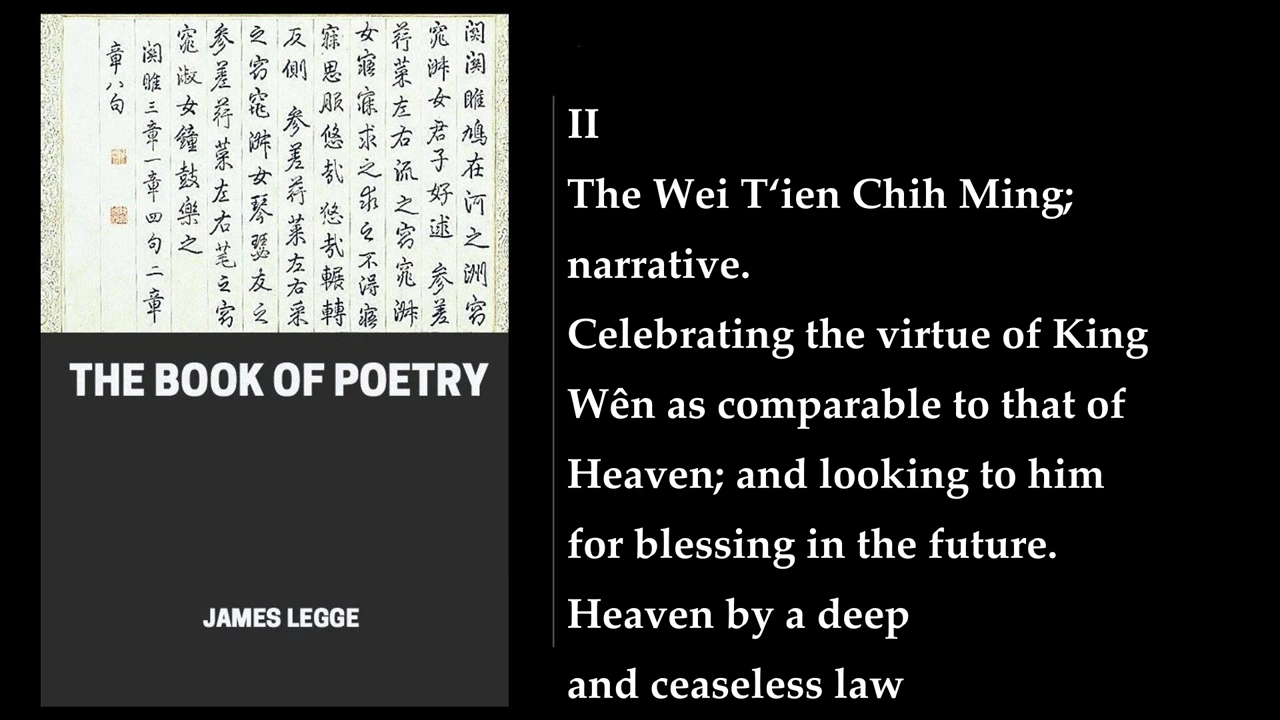 關關雎鳩在河之洲窈
窕淑女君子好逑 參差
荇菜左右流之窈窕淑
女寤寐求之求之不得寤
寐思服悠哉悠哉輾轉
反側 參差荇菜左右采
之窈窕淑女琴瑟友之
參差荇菜左右芼之窈
窕淑女鐘鼓樂之
關雎三章一章四句二章
章八句
THE BOOK OF POETRY
JAMES LEGGE
II
The Wei T‘ien Chih Ming;
narrative.
Celebrating the virtue of King
Wên as comparable to that of
Heaven; and looking to him
for blessing in the future.
Heaven by a deep
and ceaseless law